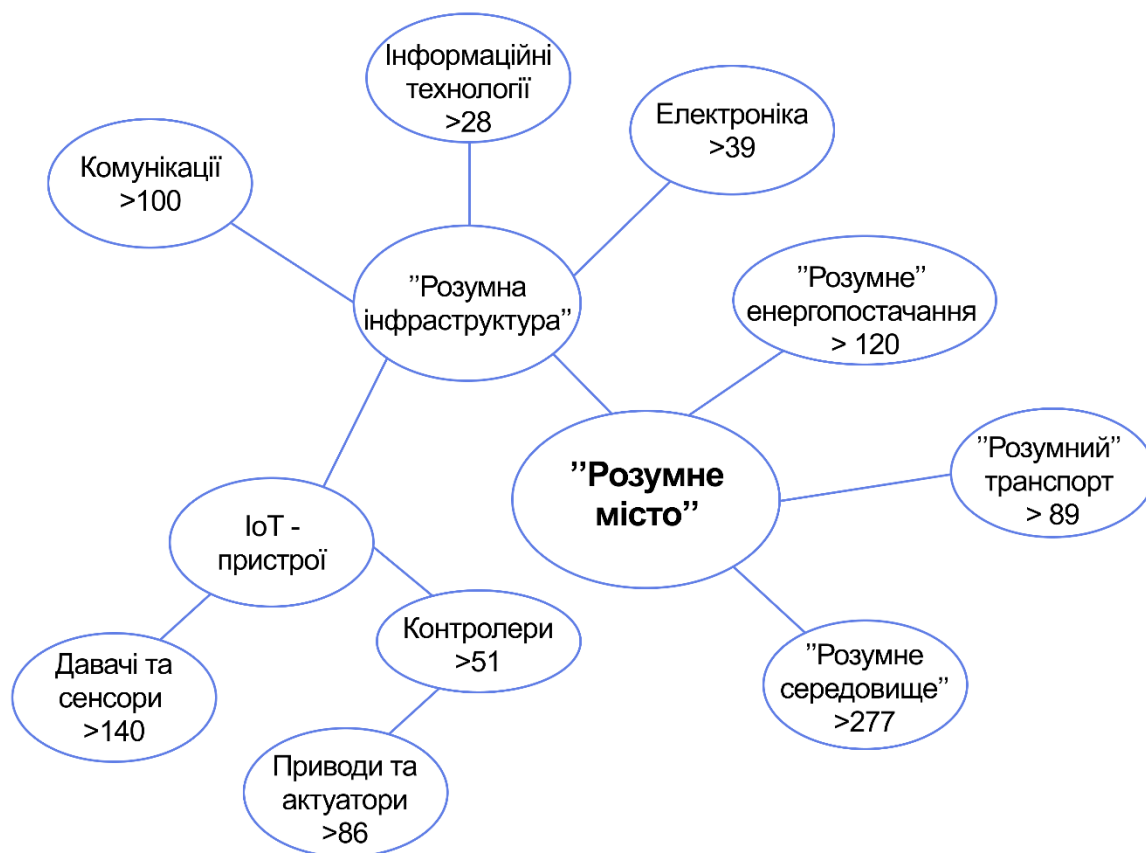 Інформаційні
технології
>28
Електроніка
>39
Комунікації
>100
”Розумна
інфраструктура”
”Розумне”
енергопостачання
> 120
”Розумне
місто”
”Розумний”
транспорт
> 89
IoT -
пристрої
Контролери
>51
Давачі та
сенсори
>140
”Розумне
середовище”
>277
Приводи та
актуатори
>86